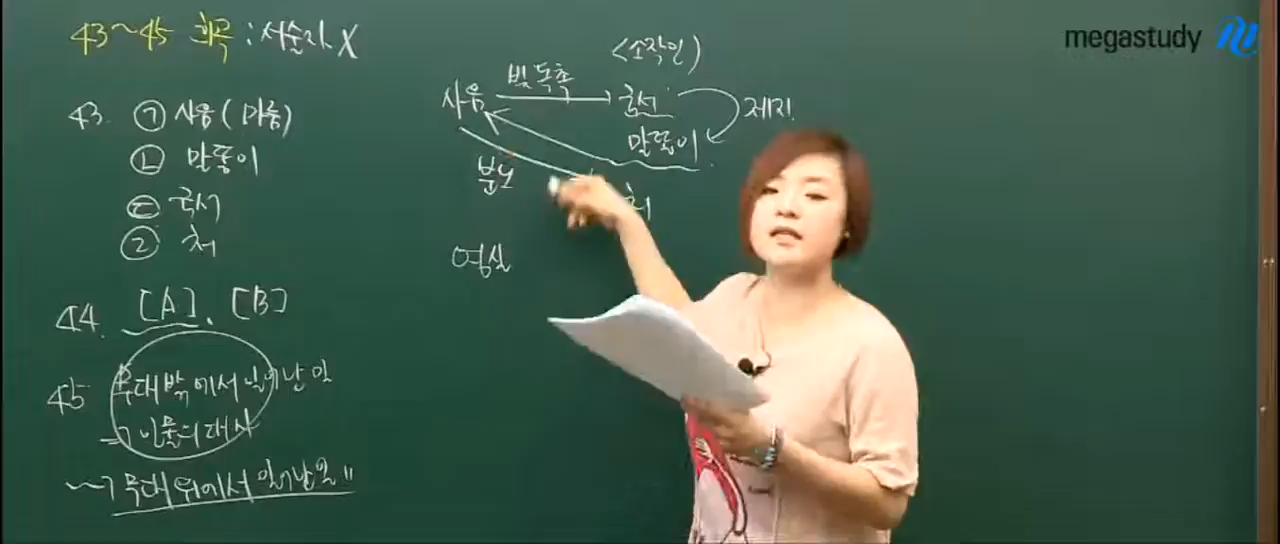 43~45 희곡 : 서술자 X
43. ㉠ 사음(마름)
㉡ 말똥이
㉢ 국서
㉣ 처
44. [A]. [B]
45 무대 밖에서 일어난 일
→ 인물의 대사
~→ 무대 위에서 일어난 일"
<소작인>
사음
빚독촉
국서
말똥이
제지
분노
처
영실
megastudy